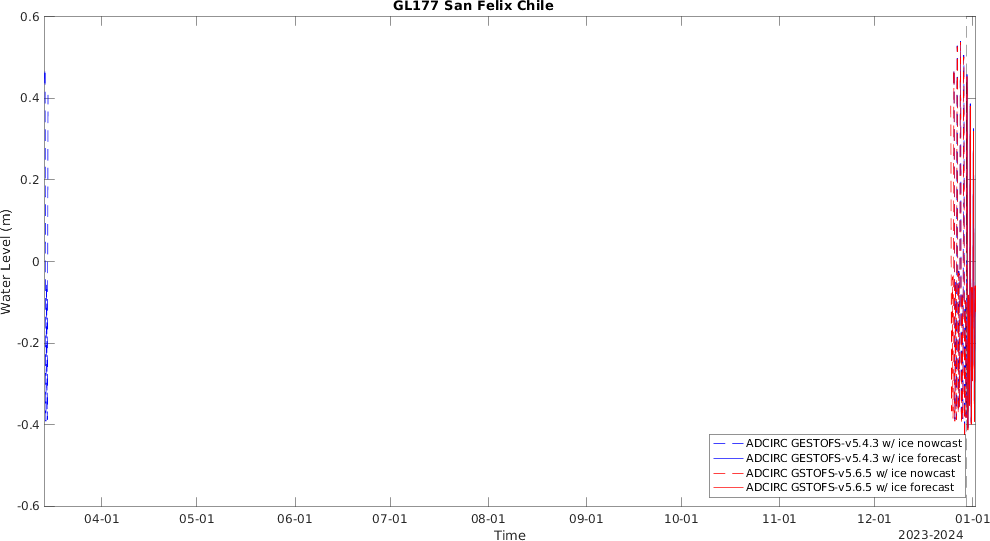 GL177 San Felix Chile
0.6
0.4
0.2
0
-0.2
-0.4
-0.6
Water Level (m)
ADCIRC GESTOFS-v5.4.3 w/ ice nowcast
ADCIRC GESTOFS-v5.4.3 w/ ice forecast
ADCIRC GSTOFS-v5.6.5 w/ ice nowcast
ADCIRC GSTOFS-v5.6.5 w/ ice forecast
04-01 05-01 06-01 07-01 08-01 09-01 10-01 11-01 12-01 01-01
Time
2023-2024